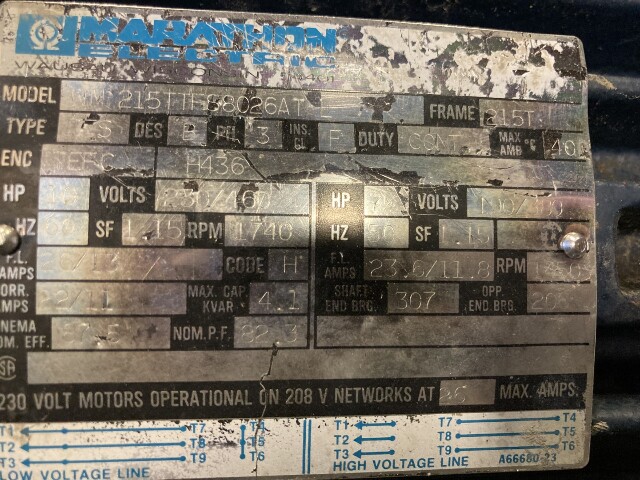 MARATHON
ELECTRIC
MODEL 215TTFS8026AT FRAME 215T
TYPE DES PH 3 INS. CL F DUTY CONT MAX AMB °C 40
ENC TEFC H436
HP VOLTS 230/460 HP VOLTS
HZ 60 SF 1.15 RPM 1740 HZ 50 SF 1.15
F.L. AMPS CODE H F.L. AMPS 23.6/11.8 RPM
CORR. AMPS 22/11 MAX. CAP. KVAR 4.1 SHAFT END BRG. 307 OPP. END BRG.
NEMA NOM. EFF. NOM. P.F. 82.3
230 VOLT MOTORS OPERATIONAL ON 208 V NETWORKS AT 26 MAX. AMPS.
T1 T7 T4 T1 T7 T4
T2 T8 T5 T2 T8 T5
T3 T9 T6 T3 T9 T6
LOW VOLTAGE LINE HIGH VOLTAGE LINE A66680-23